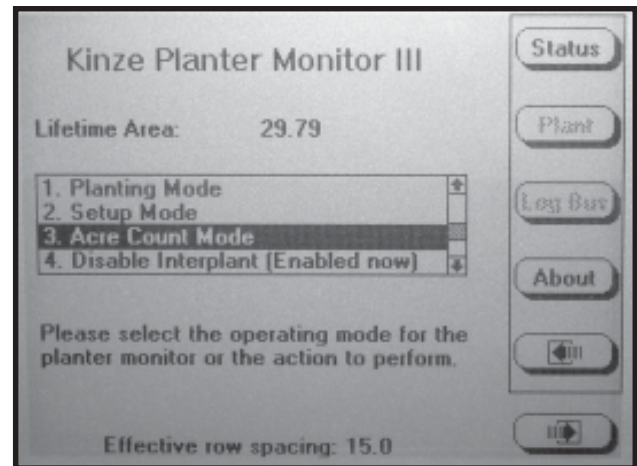 Kinze Planter Monitor III
Lifetime Area: 29.79
1. Planting Mode
2. Setup Mode
3. Acre Count Mode
4. Disable Interplant (Enabled now)
Please select the operating mode for the
planter monitor or the action to perform.
Effective row spacing: 15.0
Status
Plant
Log Bus
About